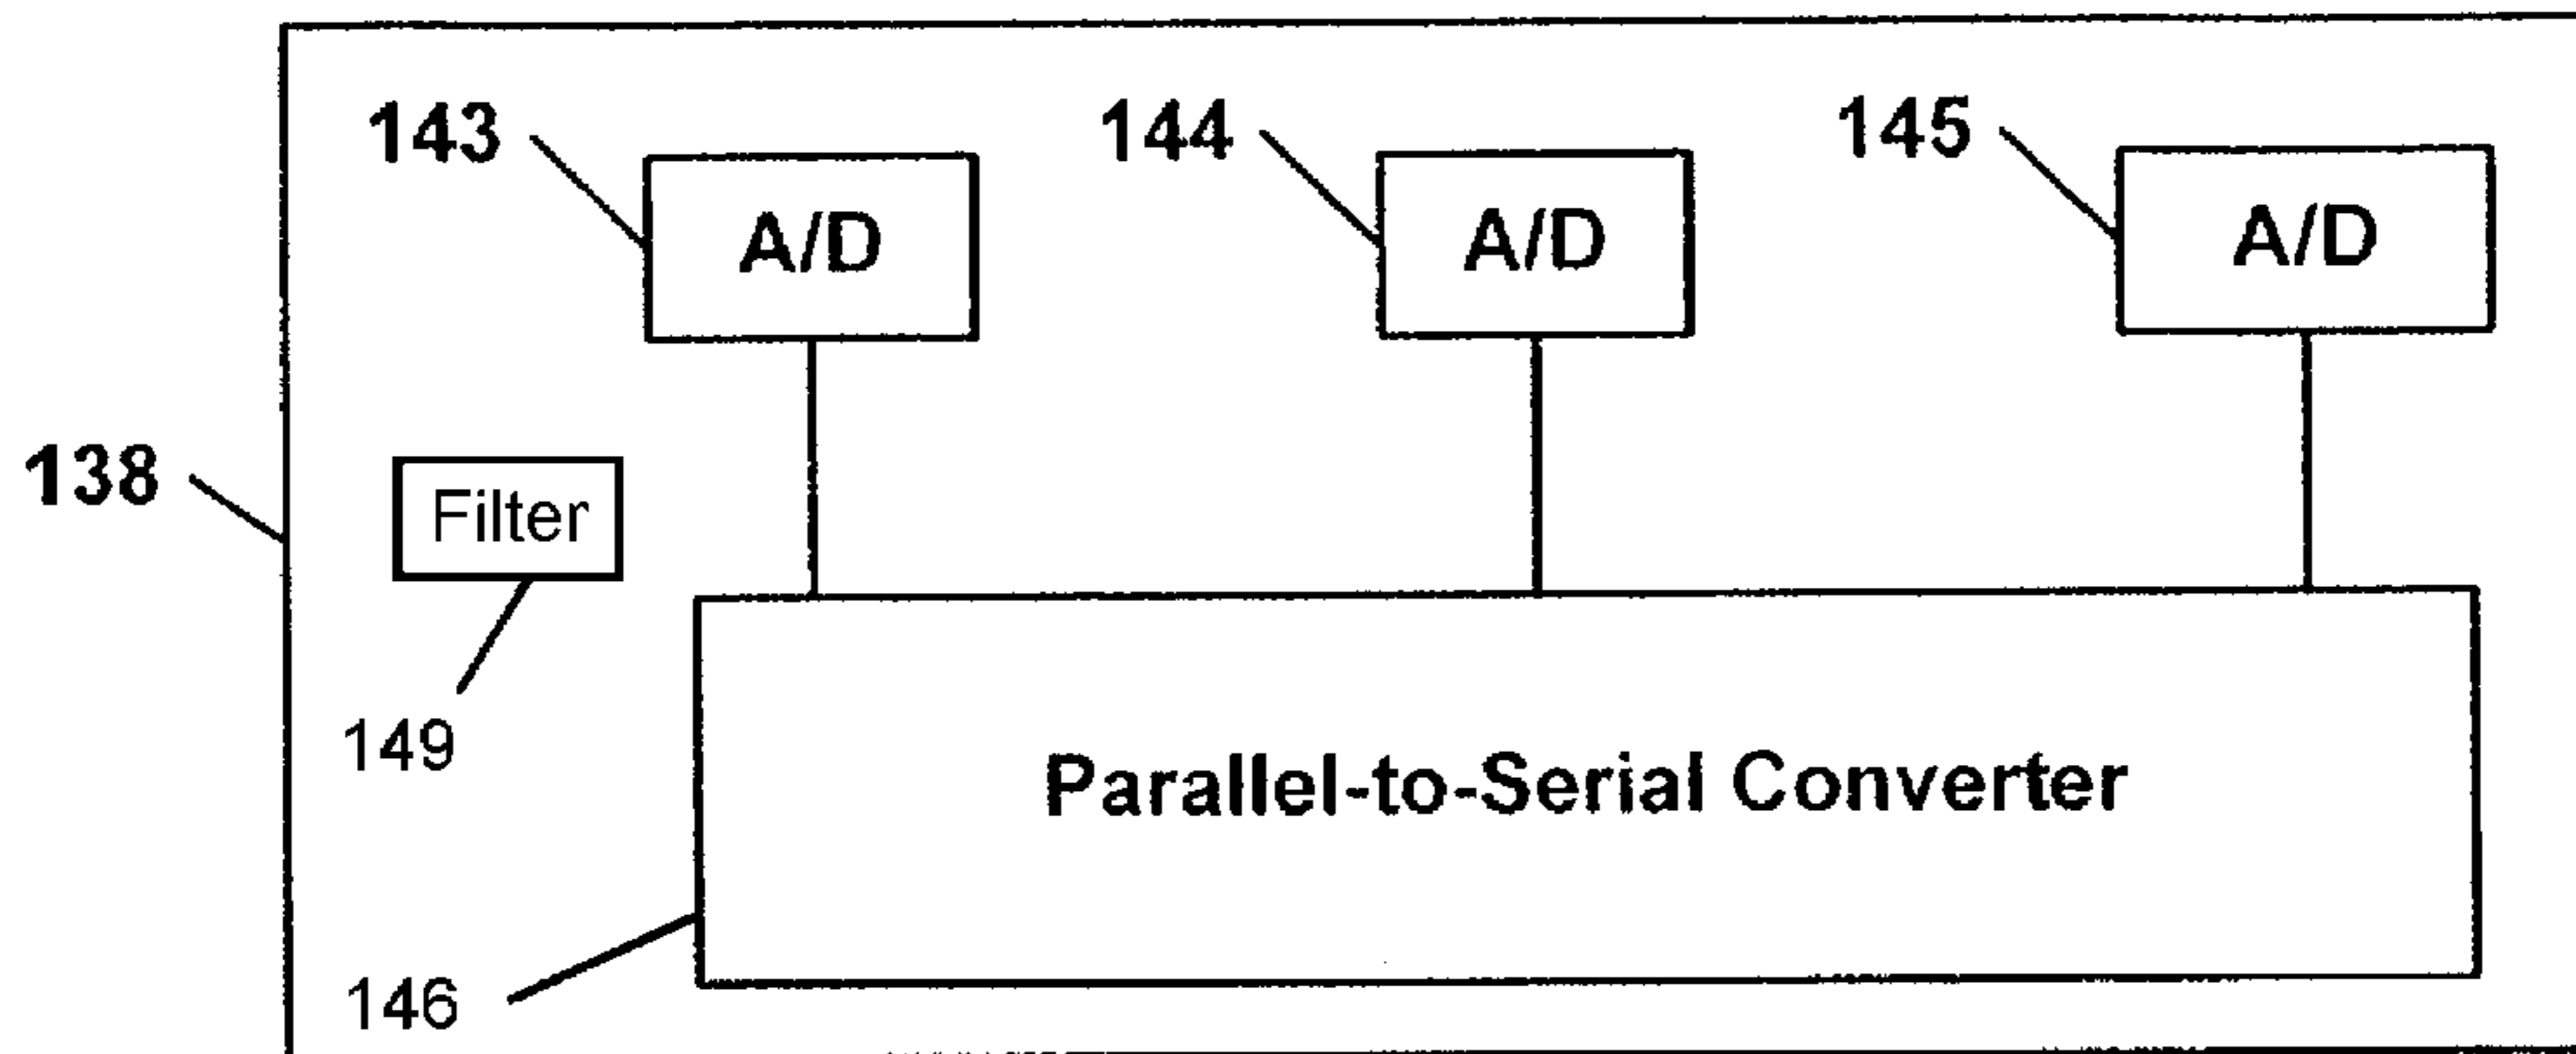 143
144
145
A/D
A/D
A/D
138
Filter
149
Parallel-to-Serial Converter
146